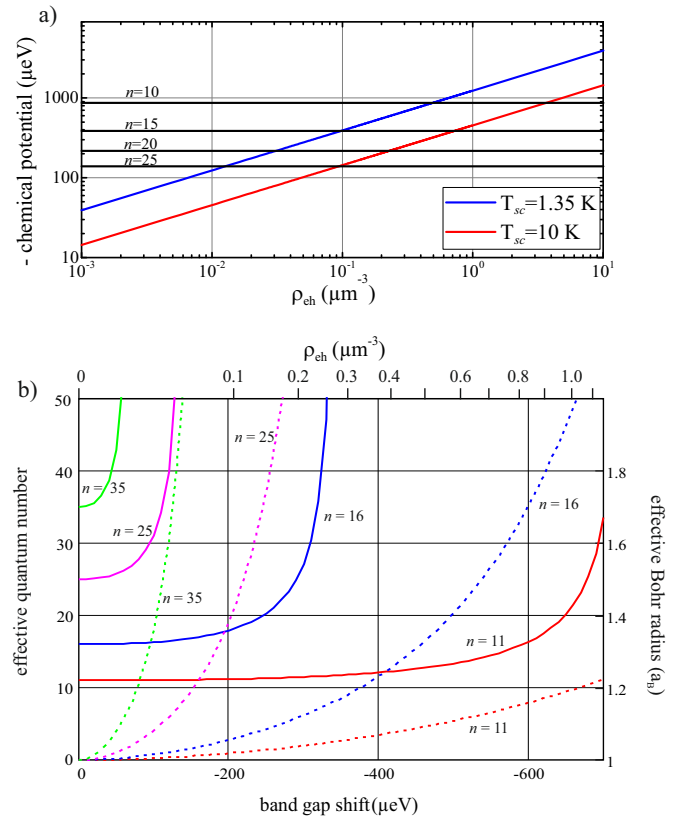 a)
- chemical potential (µeV)
1000
100
10
n=10
n=15
n=20
n=25
T_sc=1.35 K
T_sc=10 K
10⁻³
10⁻²
10⁻¹
10⁰
10¹
ρ_eh (µm⁻³)
b)
ρ_eh (µm⁻³)
0
0.1
0.2
0.3
0.4
0.5
0.6
0.8
1.0
effective quantum number
50
40
30
20
10
0
n = 35
n = 25
n = 35
n = 25
n = 16
n = 16
n = 11
n = 11
1.8
1.6
1.4
1.2
1
effective Bohr radius (a_B)
0
-200
-400
-600
band gap shift (µeV)